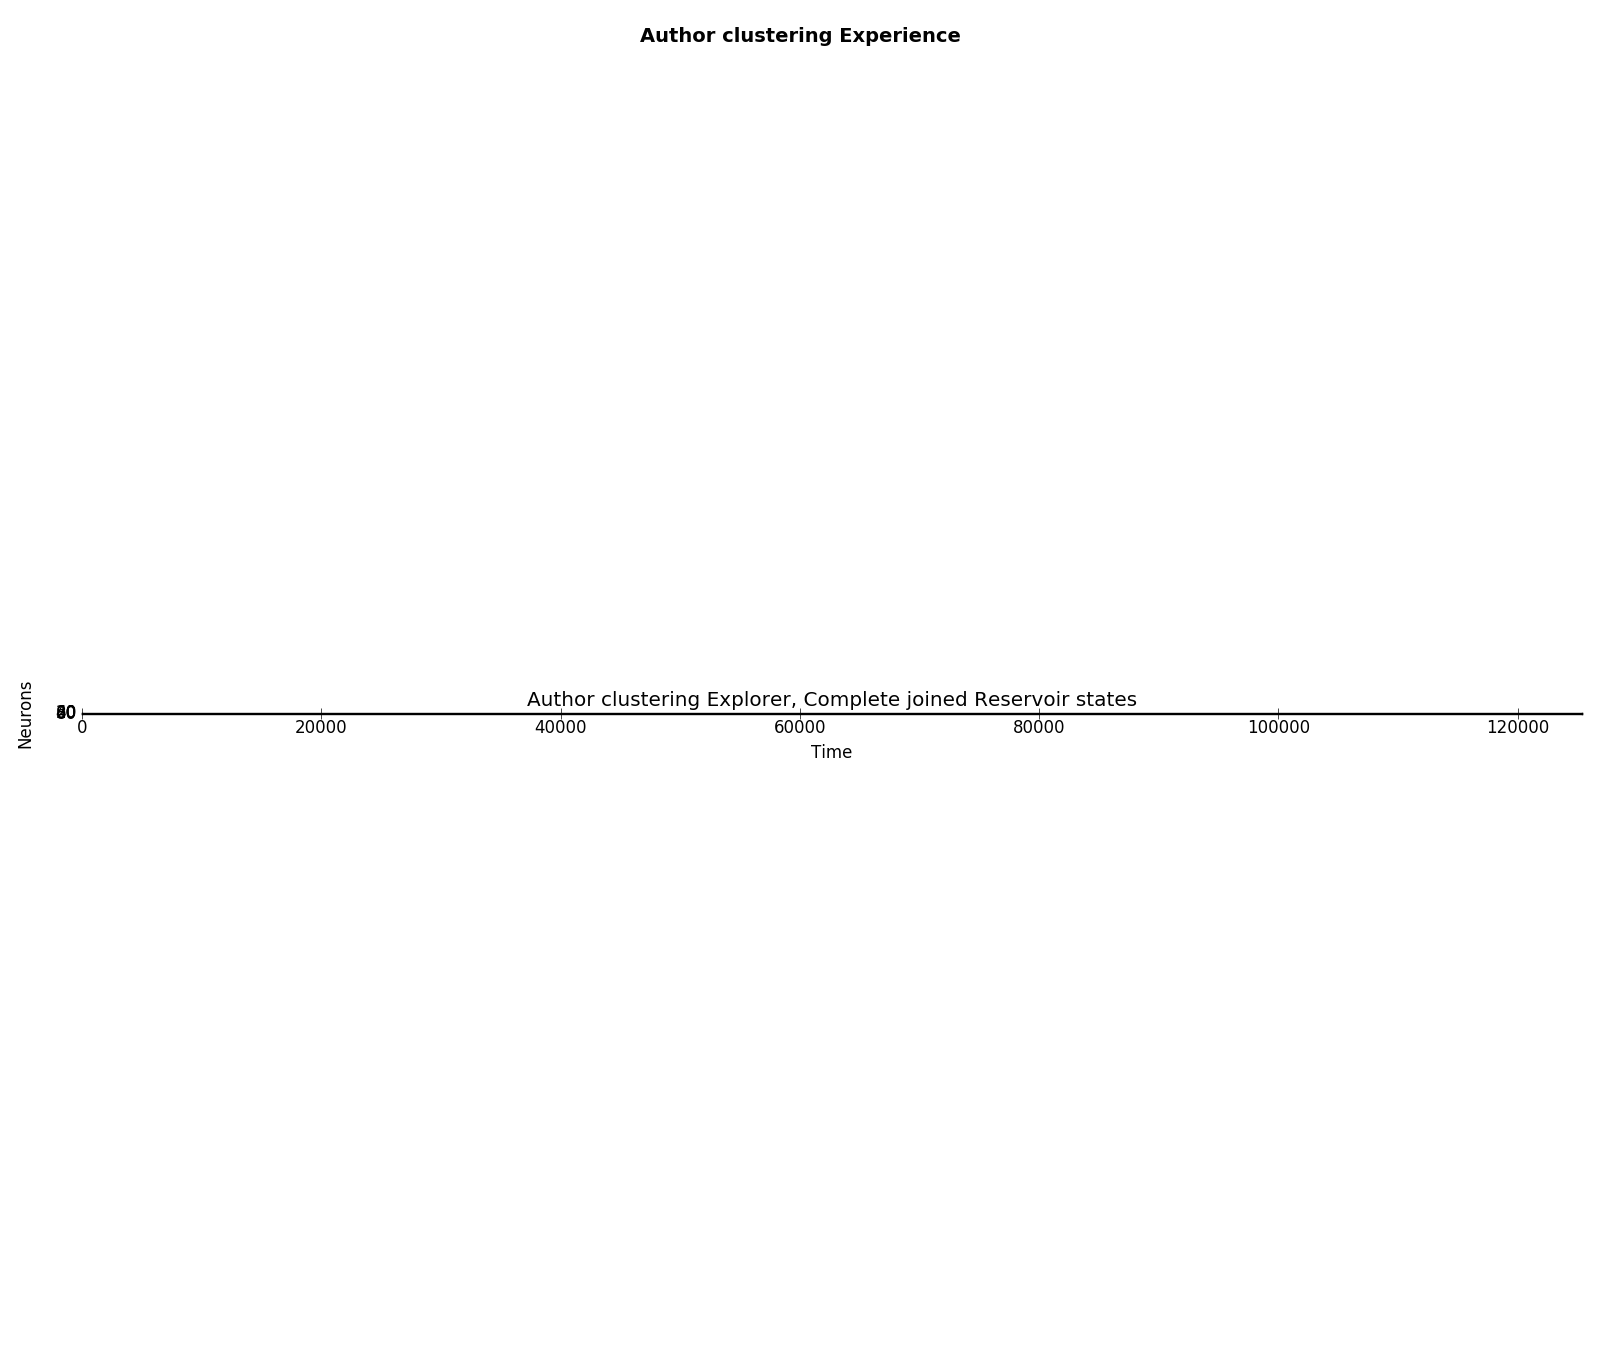 Author clustering Experience
Author clustering Explorer, Complete joined Reservoir states
Neurons
0 20000 40000 60000 80000 100000 120000
Time